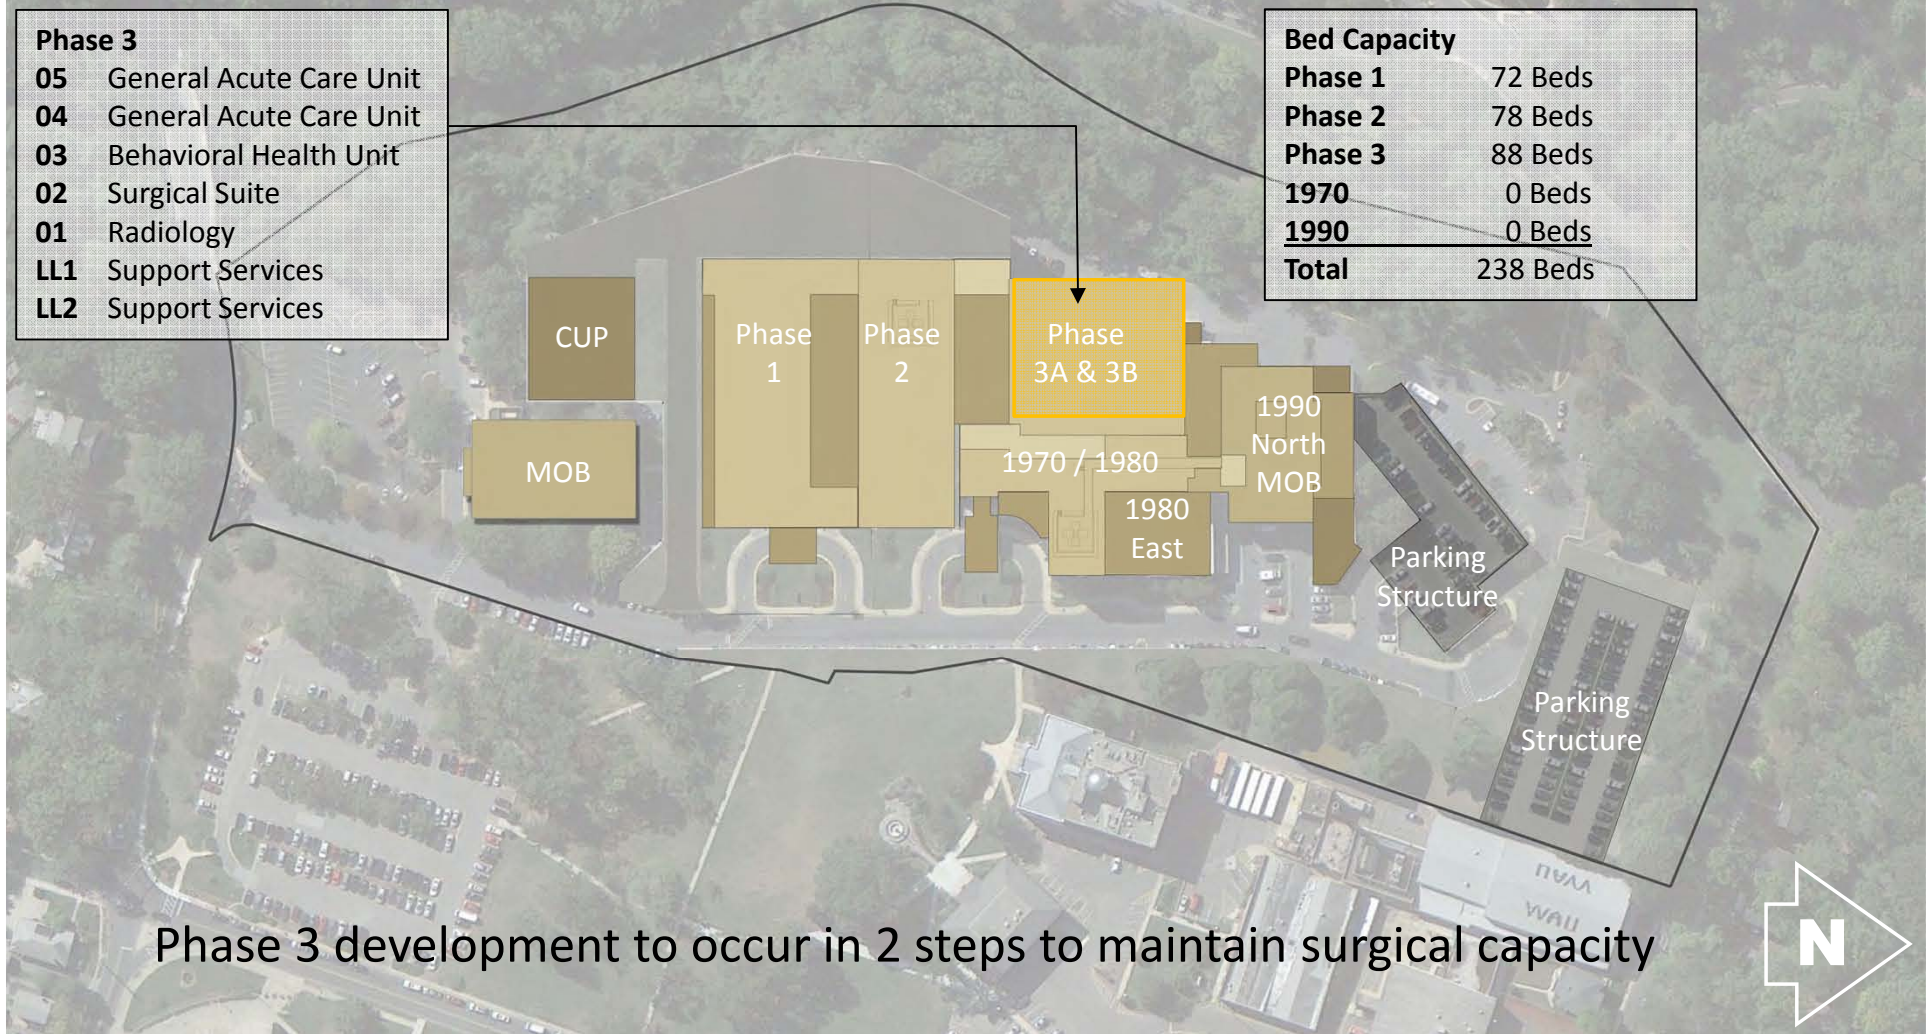 Phase 3
05 General Acute Care Unit
04 General Acute Care Unit
03 Behavioral Health Unit
02 Surgical Suite
01 Radiology
LL1 Support Services
LL2 Support Services
Bed Capacity
Phase 1 72 Beds
Phase 2 78 Beds
Phase 3 88 Beds
1970 0 Beds
1990 0 Beds
Total 238 Beds
CUP
MOB
Phase
1
Phase
2
Phase
3A & 3B
1970 / 1980
1980
East
1990
North
MOB
Parking
Structure
Parking
Structure
Phase 3 development to occur in 2 steps to maintain surgical capacity
N